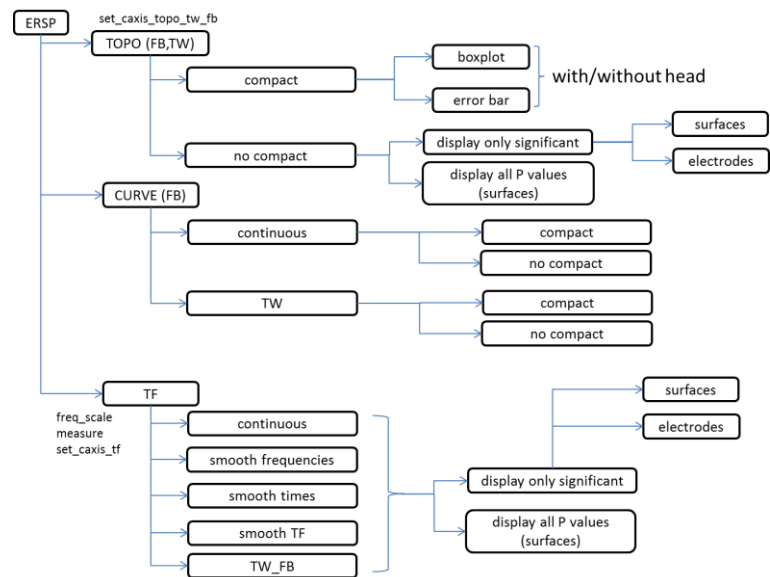 ERSP
set_caxis_topo_tw_fb
TOPO (FB,TW)
compact
boxplot
error bar
with/without head
no compact
display only significant
surfaces
electrodes
display all P values
(surfaces)
CURVE (FB)
continuous
compact
no compact
TW
compact
no compact
TF
freq_scale
measure
set_caxis_tf
continuous
smooth frequencies
smooth times
smooth TF
TW_FB
display only significant
surfaces
electrodes
display all P values
(surfaces)